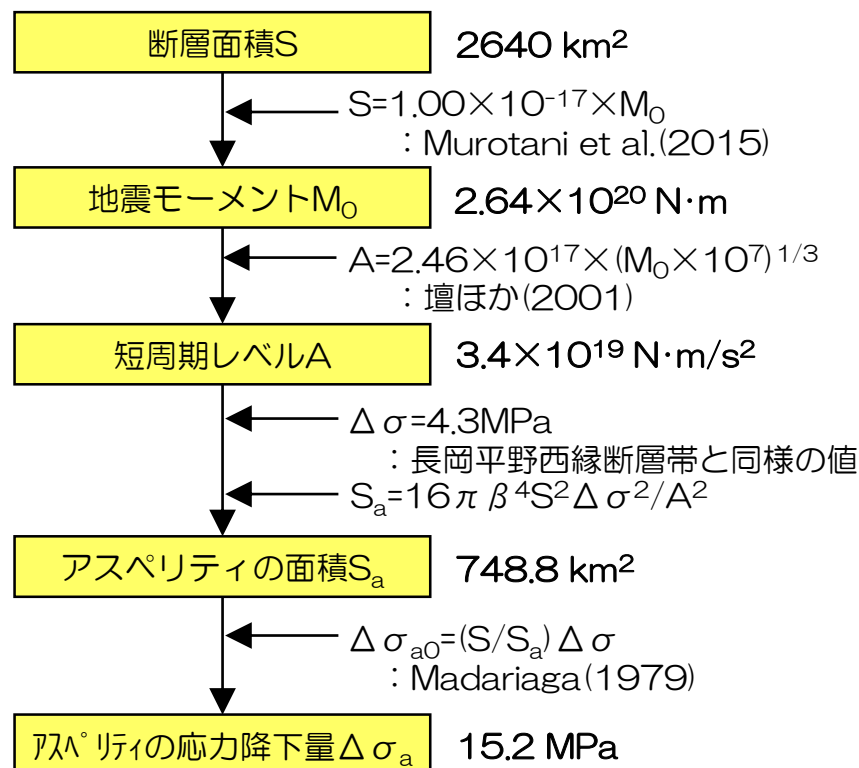 断層面積S 2640 km²
S=1.00×10⁻¹⁷×M₀
：Murotani et al.(2015)
地震モーメントM₀ 2.64×10²⁰ N·m
A=2.46×10¹⁷×(M₀×10⁷)¹/³
：壇ほか(2001)
短周期レベルA 3.4×10¹⁹ N·m/s²
Δσ=4.3MPa
：長岡平野西縁断層帯と同様の値
Sₐ=16πβ⁴S²Δσ²/A²
アスペリティの面積Sₐ 748.8 km²
Δσₐ₀=(S/Sₐ)Δσ
：Madariaga(1979)
ｱｽﾍﾟﾘﾃｨの応力降下量Δσₐ 15.2 MPa